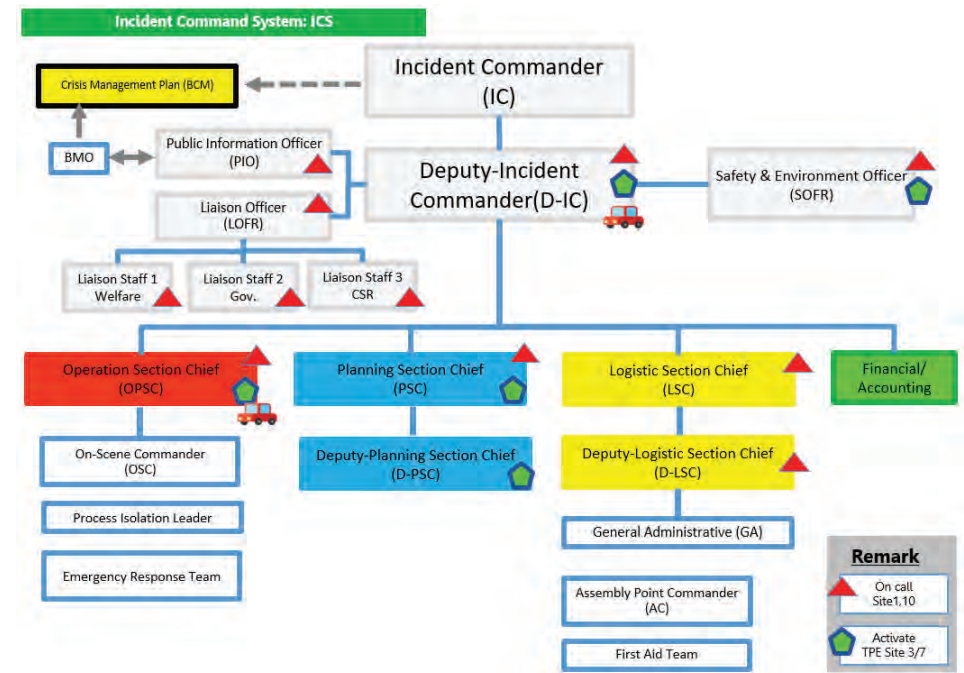 Incident Command System: ICS
Incident Commander
(IC)
Crisis Management Plan (BCM)
BMO
Public Information Officer
(PIO)
Deputy-Incident
Commander(D-IC)
Safety & Environment Officer
(SOFR)
Liaison Officer
(LOFR)
Liaison Staff 1
Welfare
Liaison Staff 2
Gov.
Liaison Staff 3
CSR
Operation Section Chief
(OPSC)
Planning Section Chief
(PSC)
Logistic Section Chief
(LSC)
Financial/
Accounting
On-Scene Commander
(OSC)
Deputy-Planning Section Chief
(D-PSC)
Deputy-Logistic Section Chief
(D-LSC)
Process Isolation Leader
General Administrative (GA)
Emergency Response Team
Assembly Point Commander
(AC)
First Aid Team
Remark
On call
Site1,10
Activate
TPE Site 3/7